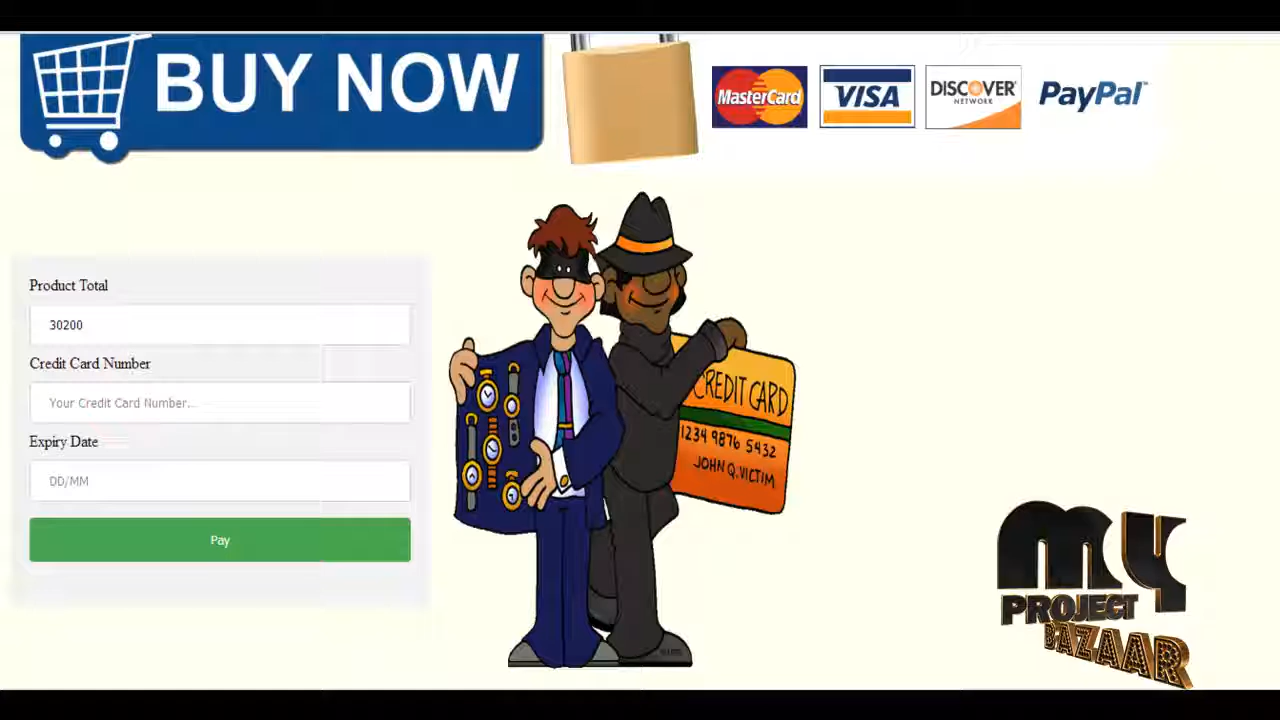 BUY NOW
MasterCard
VISA
DISCOVER
NETWORK
PayPal™
Product Total
30200
Credit Card Number
Your Credit Card Number...
Expiry Date
DD/MM
Pay
CREDIT CARD
1234 9876 5432
JOHN Q. VICTIM
my
PROJECT
BAZAAR